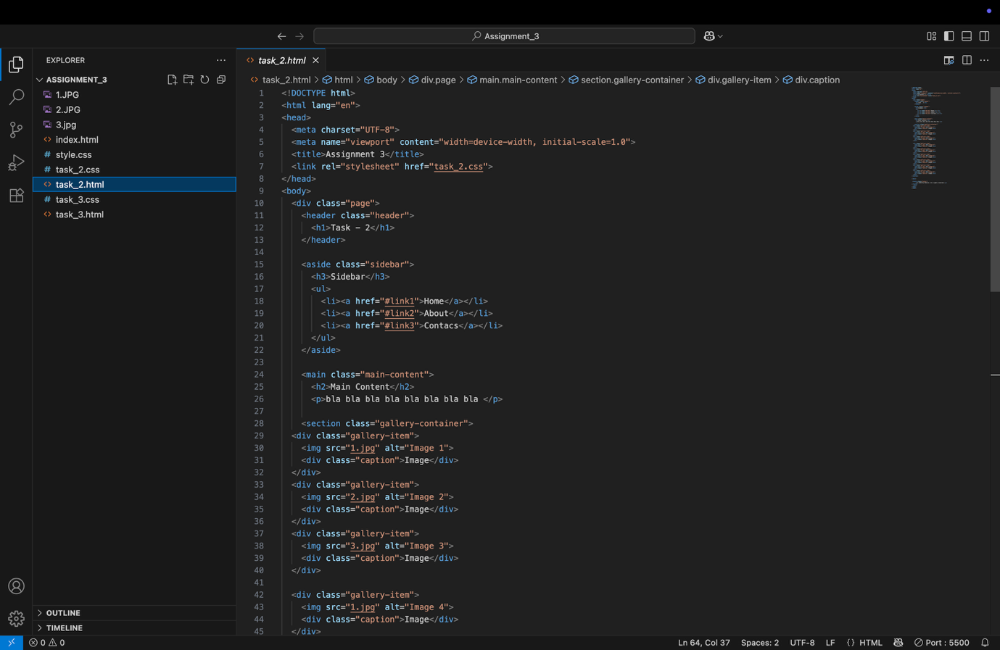 Assignment_3
EXPLORER
ASSIGNMENT_3
1.JPG
2.JPG
3.jpg
index.html
# style.css
# task_2.css
task_2.html
# task_3.css
task_3.html
OUTLINE
TIMELINE
task_2.html
task_2.html > html > body > div.page > main.main-content > section.gallery-container > div.gallery-item > div.caption
1 <!DOCTYPE html>
2 <html lang="en">
3 <head>
4 <meta charset="UTF-8">
5 <meta name="viewport" content="width=device-width, initial-scale=1.0">
6 <title>Assignment 3</title>
7 <link rel="stylesheet" href="task_2.css">
8 </head>
9 <body>
10 <div class="page">
11 <header class="header">
12 <h1>Task - 2</h1>
13 </header>
14
15 <aside class="sidebar">
16 <h3>Sidebar</h3>
17 <ul>
18 <li><a href="#link1">Home</a></li>
19 <li><a href="#link2">About</a></li>
20 <li><a href="#link3">Contacs</a></li>
21 </ul>
22 </aside>
23
24 <main class="main-content">
25 <h2>Main Content</h2>
26 <p>bla bla bla bla bla bla bla bla </p>
27
28 <section class="gallery-container">
29 <div class="gallery-item">
30 <img src="1.jpg" alt="Image 1">
31 <div class="caption">Image</div>
32 </div>
33 <div class="gallery-item">
34 <img src="2.jpg" alt="Image 2">
35 <div class="caption">Image</div>
36 </div>
37 <div class="gallery-item">
38 <img src="3.jpg" alt="Image 3">
39 <div class="caption">Image</div>
40 </div>
41
42 <div class="gallery-item">
43 <img src="1.jpg" alt="Image 4">
44 <div class="caption">Image</div>
45 </div>
0 0 Ln 64, Col 37 Spaces: 2 UTF-8 LF {} HTML Port : 5500